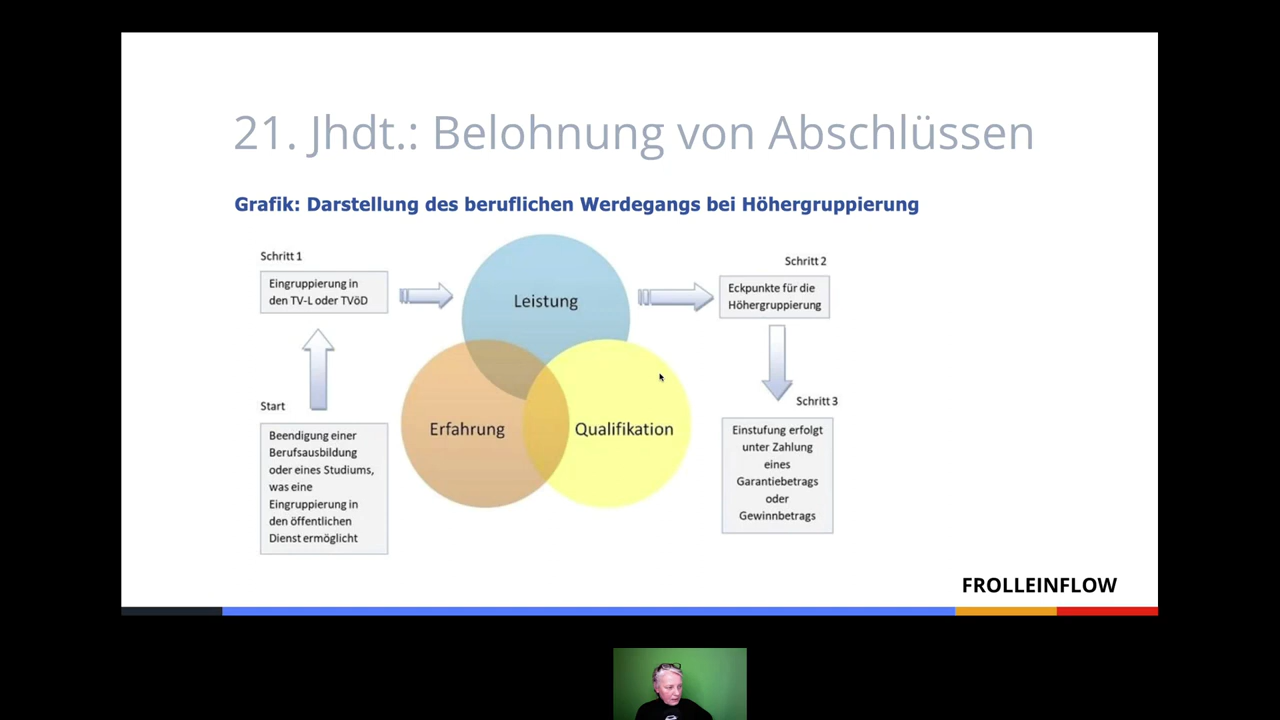 21. Jhdt.: Belohnung von Abschlüssen
Grafik: Darstellung des beruflichen Werdegangs bei Höhergruppierung
Schritt 1
Eingruppierung in
den TV-L oder TVöD
Leistung
Schritt 2
Eckpunkte für die
Höhergruppierung
Start
Beendigung einer
Berufsausbildung
oder eines Studiums,
was eine
Eingruppierung in
den öffentlichen
Dienst ermöglicht
Erfahrung
Qualifikation
Schritt 3
Einstufung erfolgt
unter Zahlung
eines
Garantiebetrags
oder
Gewinnbetrags
FROLLEINFLOW